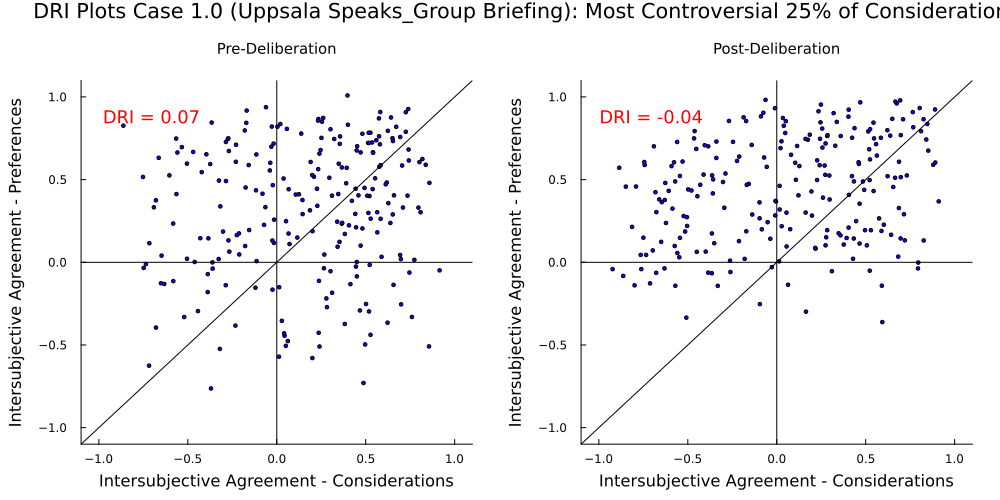 DRI Plots Case 1.0 (Uppsala Speaks_Group Briefing): Most Controversial 25% of
Pre-Deliberation
Post-Deliberation
DRI = 0.07
DRI = -0.04
Intersubjective Agreement - Preferences
1.0
0.5
0.0
−0.5
−1.0
−1.0
−0.5
0.0
0.5
1.0
Intersubjective Agreement - Considerations
Intersubjective Agreement - Preferences
1.0
0.5
0.0
−0.5
−1.0
−1.0
−0.5
0.0
0.5
1.0
Intersubjective Agreement - Considerations